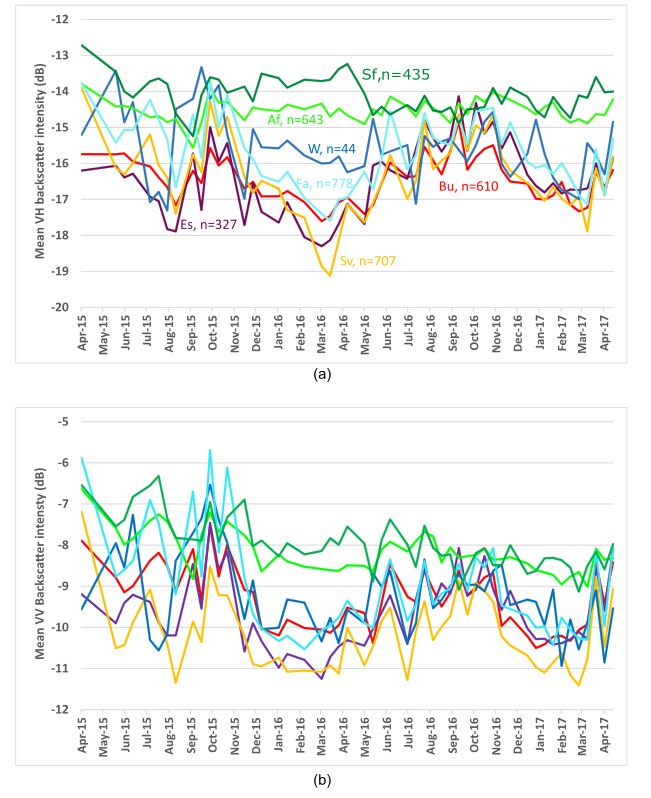 -12
-13
-14
-15
-16
-17
-18
-19
-20
Mean VH backscatter intensity (dB)
Sf,n=435
Af, n=643
W, n=44
Fa, n=778
Bu, n=610
Es, n=327
Sv, n=707
Apr-15 May-15 Jun-15 Jul-15 Aug-15 Sep-15 Oct-15 Nov-15 Dec-15 Jan-16 Feb-16 Mar-16 Apr-16 May-16 Jun-16 Jul-16 Aug-16 Sep-16 Oct-16 Nov-16 Dec-16 Jan-17 Feb-17 Mar-17 Apr-17
(a)
-5
-6
-7
-8
-9
-10
-11
-12
Mean VV Backscatter intensty (dB)
Apr-15 May-15 Jun-15 Jul-15 Aug-15 Sep-15 Oct-15 Nov-15 Dec-15 Jan-16 Feb-16 Mar-16 Apr-16 May-16 Jun-16 Jul-16 Aug-16 Sep-16 Oct-16 Nov-16 Dec-16 Jan-17 Feb-17 Mar-17 Apr-17
(b)